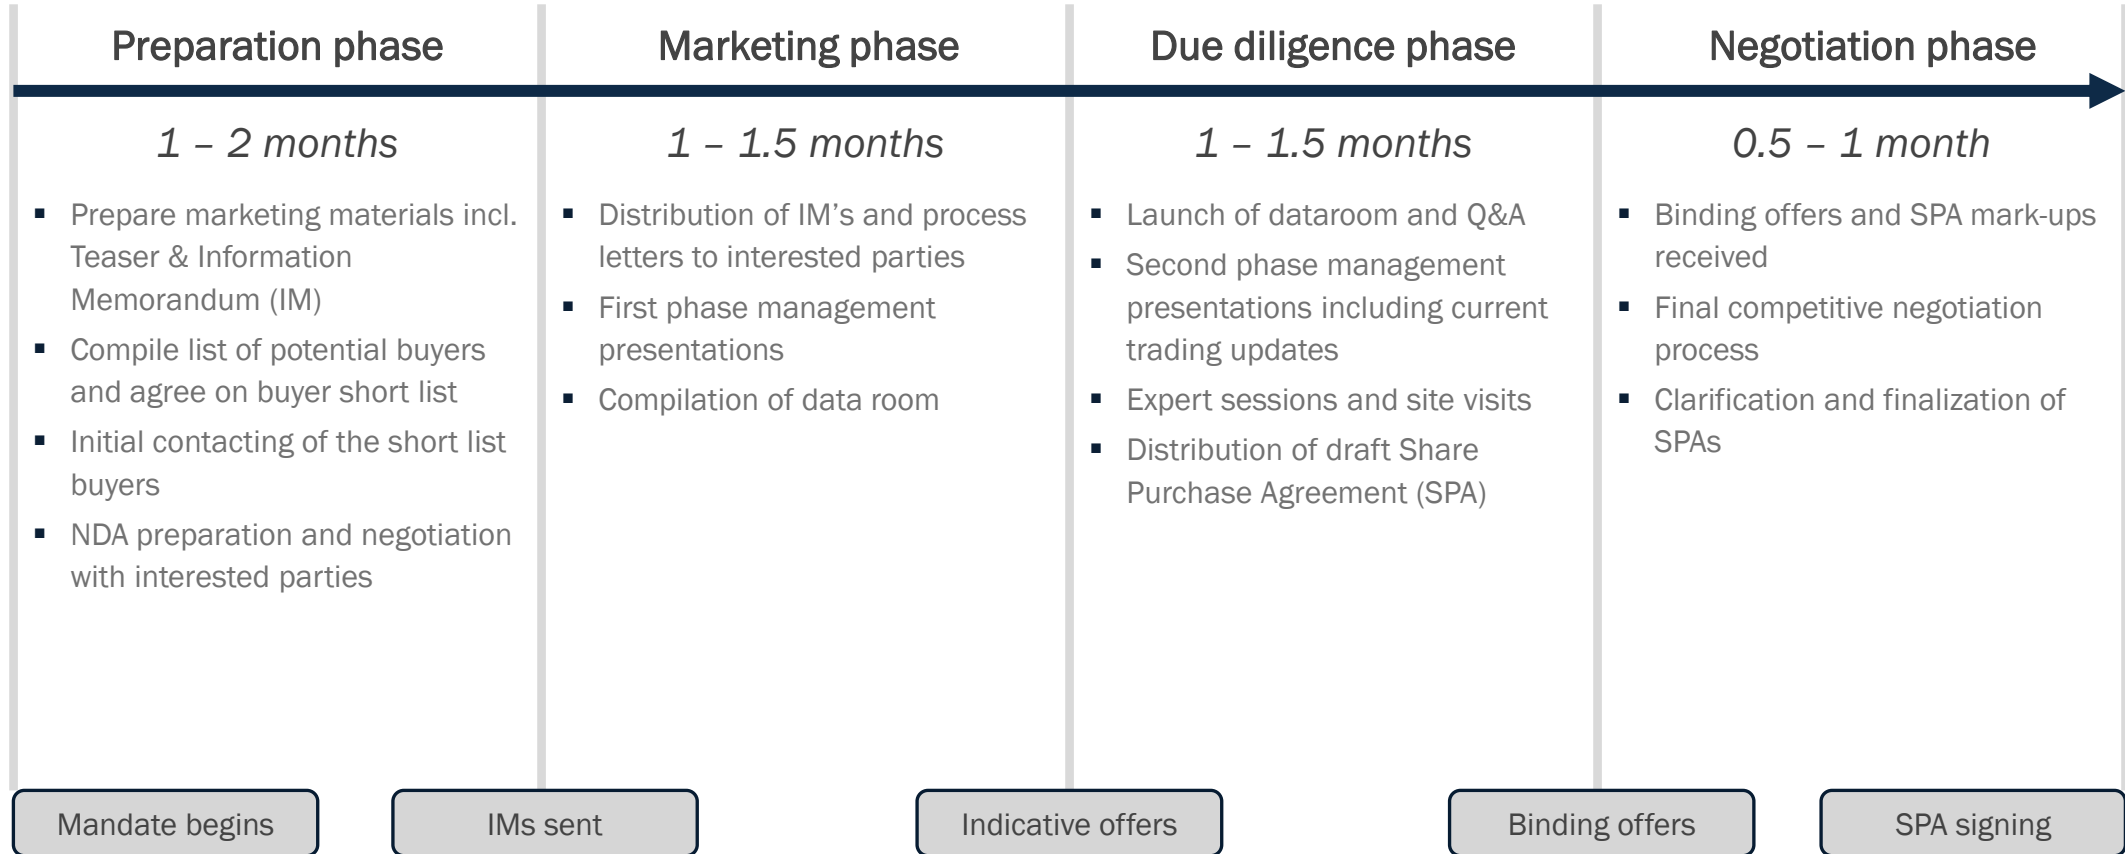 Preparation phase
1 – 2 months
▪ Prepare marketing materials incl.
Teaser & Information
Memorandum (IM)
▪ Compile list of potential buyers
and agree on buyer short list
▪ Initial contacting of the short list
buyers
▪ NDA preparation and negotiation
with interested parties
Marketing phase
1 – 1.5 months
▪ Distribution of IM’s and process
letters to interested parties
▪ First phase management
presentations
▪ Compilation of data room
Due diligence phase
1 – 1.5 months
▪ Launch of dataroom and Q&A
▪ Second phase management
presentations including current
trading updates
▪ Expert sessions and site visits
▪ Distribution of draft Share
Purchase Agreement (SPA)
Negotiation phase
0.5 – 1 month
▪ Binding offers and SPA mark-ups
received
▪ Final competitive negotiation
process
▪ Clarification and finalization of
SPAs
Mandate begins
IMs sent
Indicative offers
Binding offers
SPA signing